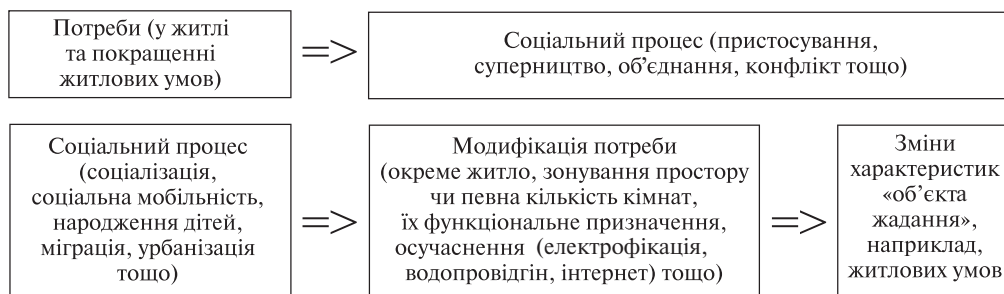 Потреби (у житлі
та покращенні
житлових умов)
Соціальний процес (пристосування,
суперництво, об’єднання, конфлікт тощо)
Соціальний процес
(соціалізація,
соціальна мобільність,
народження дітей,
міграція, урбанізація
тощо)
Модифікація потреби
(окреме житло, зонування простору
чи певна кількість кімнат,
їх функціональне призначення,
осучаснення (електрофікація,
водопровідгін, інтернет) тощо)
Зміни
характеристик
«об’єкта
жадання»,
наприклад,
житлових умов